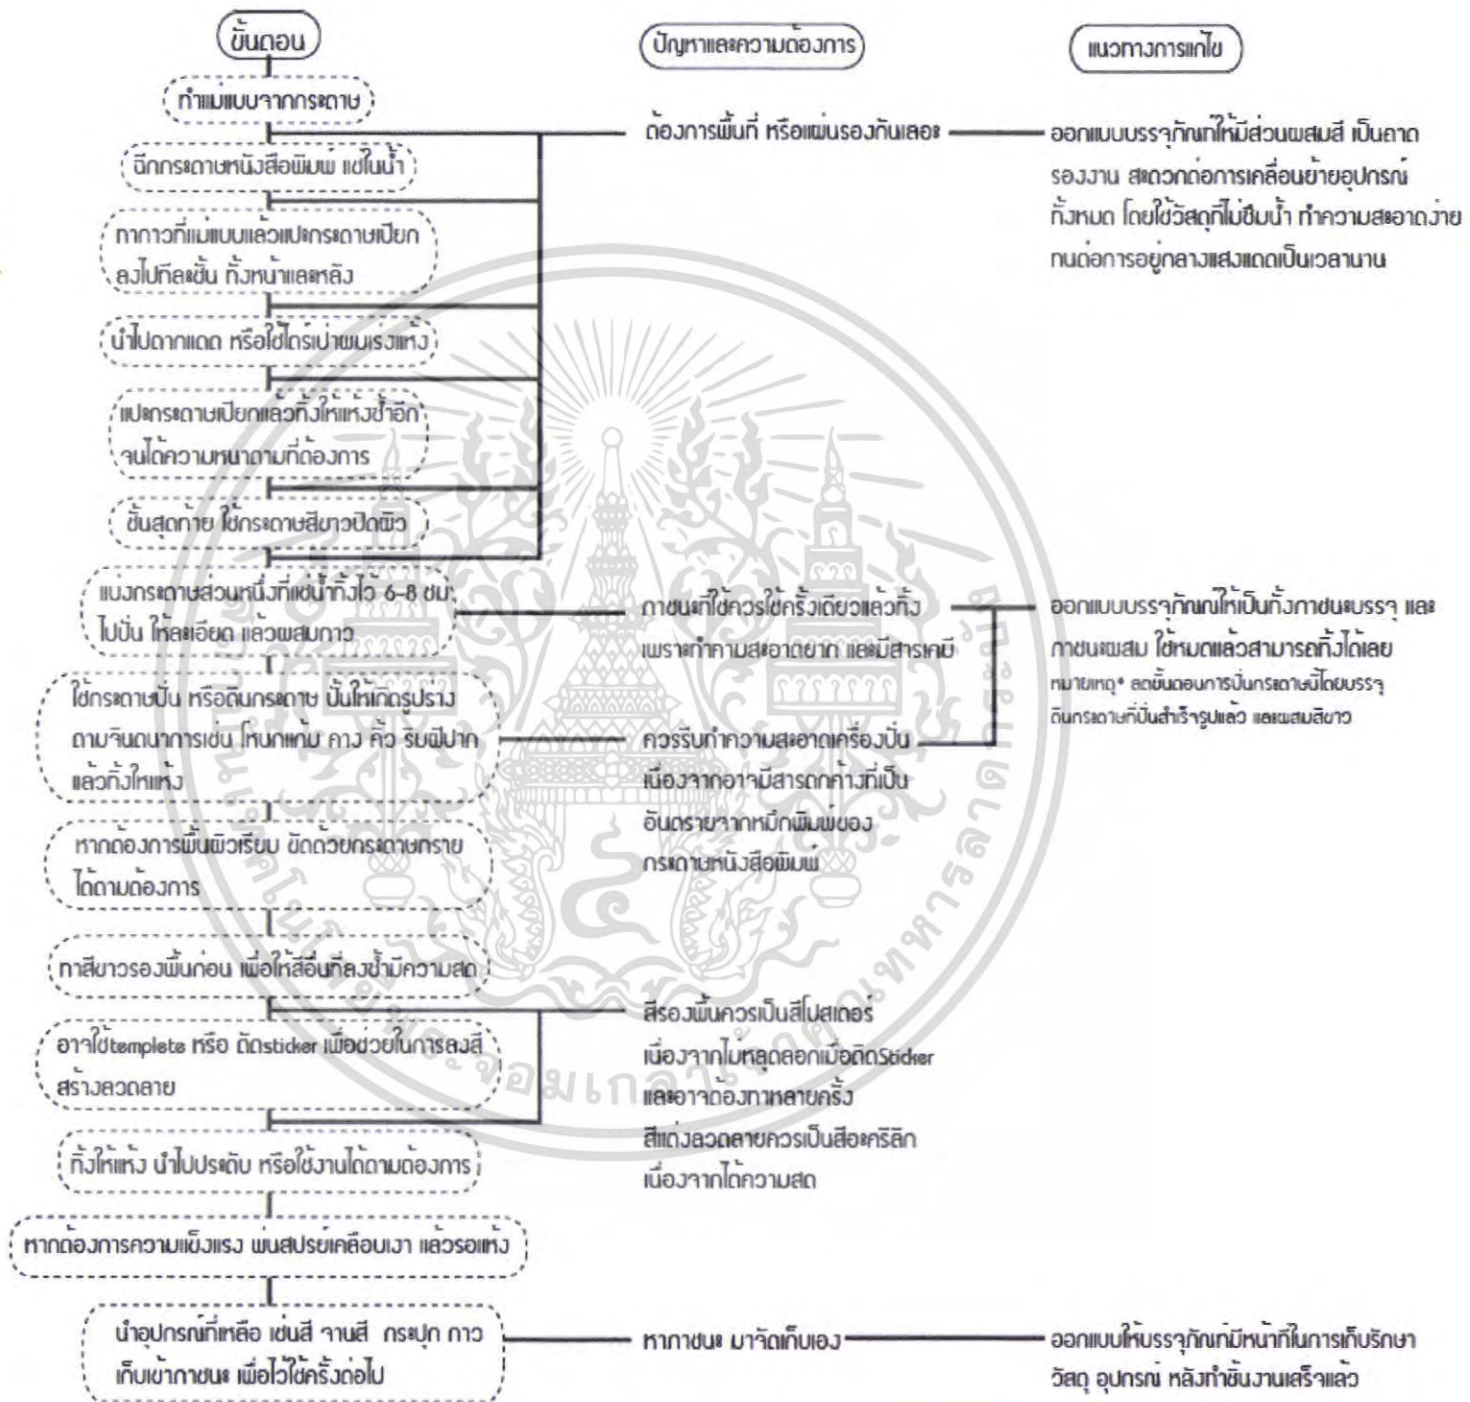 ขั้นตอน
ทำแม่แบบจากกระดาษ
ฉีกกระดาษหนังสือพิมพ์ แช่ในน้ำ
ทากาวที่แม่แบบแล้วแปะกระดาษเปียก
ลงไปทีละชั้น ทั้งหน้าและหลัง
นำไปตากแดด หรือใช้ไดร์เป่าผมเร่งแห้ง
แปะกระดาษเปียกแล้วทิ้งให้แห้งซ้ำอีก
จนได้ความหนาตามที่ต้องการ
ชั้นสุดท้าย ใช้กระดาษสีขาวปิดผิว
แบ่งกระดาษส่วนหนึ่งที่แช่น้ำทิ้งไว้ 6-8 ชม.
ไปปั่น ให้ละเอียด แล้วผสมกาว
ใช้กระดาษปั่น หรือดินกระดาษ ปั้นให้เกิดรูปร่าง
ตามจินตนาการเช่น โหนกแก้ม คาง คิ้ว ริมฝีปาก
แล้วทิ้งให้แห้ง
หากต้องการพื้นผิวเรียบ ขัดด้วยกระดาษทราย
ได้ตามต้องการ
ทาสีขาวรองพื้นก่อน เพื่อให้สีอื่นที่ลงซ้ำมีความสด
อาจใช้template หรือ ตัดsticker เพื่อช่วยในการลงสี
สร้างลวดลาย
ทิ้งให้แห้ง นำไปประดับ หรือใช้งานได้ตามต้องการ
หากต้องการความแข็งแรง พ่นสปรย์เคลือบเงา แล้วรอแห้ง
นำอุปกรณ์ที่เหลือ เช่นสี จานสี กระปุก กาว
เก็บเข้าภาชนะ เพื่อไว้ใช้ครั้งต่อไป
ปัญหาและความต้องการ
ต้องการพื้นที่ หรือแผ่นรองกันเลอะ
ภาชนะที่ใช้ควรใช้ครั้งเดียวแล้วทิ้ง
เพราะทำคามสะอาดยาก และมีสารเคมี
ควรรีบทำความสะอาดเครื่องปั่น
เนื่องจากอาจมีสารตกค้างที่เป็น
อันตรายจากหมึกพิมพ์ของ
กระดาษหนังสือพิมพ์
สีรองพื้นควรเป็นสีโปสเตอร์
เนื่องจากไม่หลุดลอกเมื่อติดSticker
และอาจต้องทาหลายครั้ง
สีแต่งลวดลายควรเป็นสีอะคริลิก
เนื่องจากได้ความสด
หาภาชนะ มาจัดเก็บเอง
แนวทางการแก้ไข
ออกแบบบรรจุภัณฑ์ให้มีส่วนผสมสี เป็นถาด
รองงาน สะดวกต่อการเคลื่อนย้ายอุปกรณ์
ทั้งหมด โดยใช้วัสดุที่ไม่ซึมน้ำ ทำความสะอาดง่าย
ทนต่อการอยู่กลางแสงแดดเป็นเวลานาน
ออกแบบบรรจุภัณฑ์ให้เป็นทั้งภาชนะบรรจุ และ
ภาชนะผสม ใช้หมดแล้วสามารถทิ้งได้เลย
หมายเหตุ* ลดขั้นตอนการปั่นกระดาษนี้โดยบรรจุ
ดินกระดาษที่ปั่นสำเร็จรูปแล้ว และผสมสีขาว
ออกแบบให้บรรจุภัณฑ์มีหน้าที่ในการเก็บรักษา
วัสดุ อุปกรณ์ หลังทำชิ้นงานเสร็จแล้ว
สถาบันเทคโนโลยีพระจอมเกล้าเจ้าคุณทหารลาดกระบัง